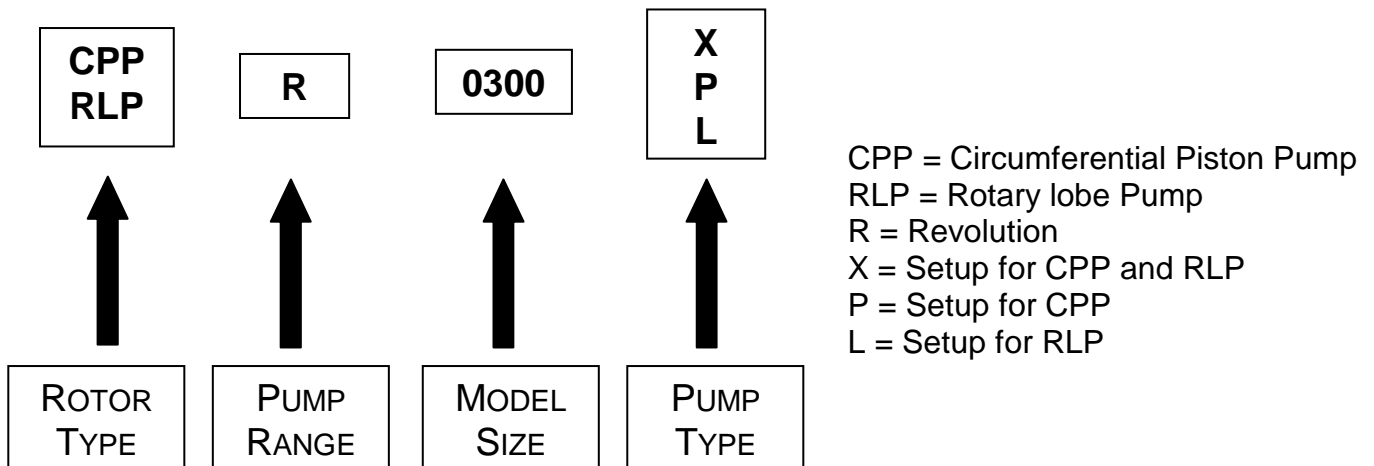 CPP
RLP
R
0300
X
P
L
CPP = Circumferential Piston Pump
RLP = Rotary lobe Pump
R = Revolution
X = Setup for CPP and RLP
P = Setup for CPP
L = Setup for RLP
ROTOR
TYPE
PUMP
RANGE
MODEL
SIZE
PUMP
TYPE